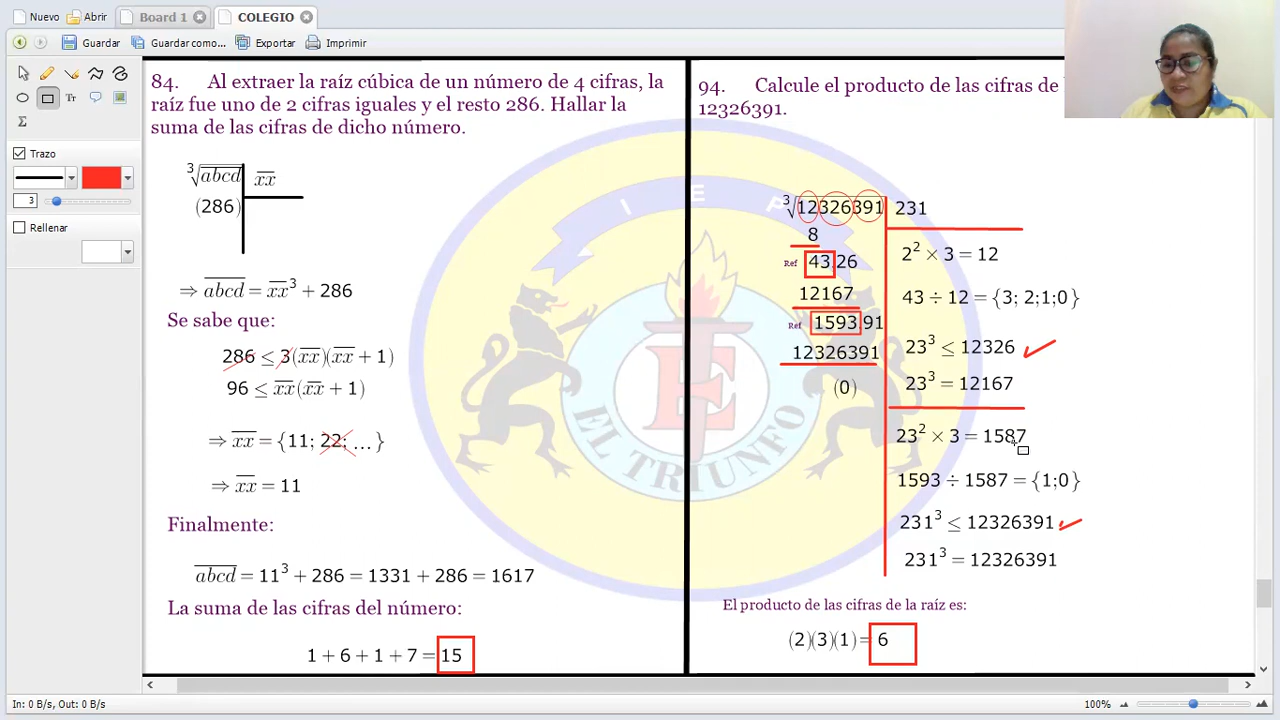 Nuevo Abrir Board 1 COLEGIO
Guardar Guardar como... Exportar Imprimir
Tr
Σ
Trazo
3
Rellenar
84. Al extraer la raíz cúbica de un número de 4 cifras, la
raíz fue uno de 2 cifras iguales y el resto 286. Hallar la
suma de las cifras de dicho número.
∛abcd xx
(286)
⇒ abcd = xx³ + 286
Se sabe que:
286 ≤ 3(xx)(xx + 1)
96 ≤ xx(xx + 1)
⇒ xx = {11; 22; ...}
⇒ xx = 11
Finalmente:
abcd = 11³ + 286 = 1331 + 286 = 1617
La suma de las cifras del número:
1 + 6 + 1 + 7 = 15
94. Calcule el producto de las cifras de
12326391.
∛12326391 231
8
2² × 3 = 12
Ref 43 26
43 ÷ 12 = {3; 2;1;0}
12167
Ref 1593 91
23³ ≤ 12326
12326391
23³ = 12167
(0)
23² × 3 = 1587
1593 ÷ 1587 = {1;0}
231³ ≤ 12326391
231³ = 12326391
El producto de las cifras de la raíz es:
(2)(3)(1) = 6
I E
E
EL TRIUNFO
In: 0 B/s, Out: 0 B/s 100%